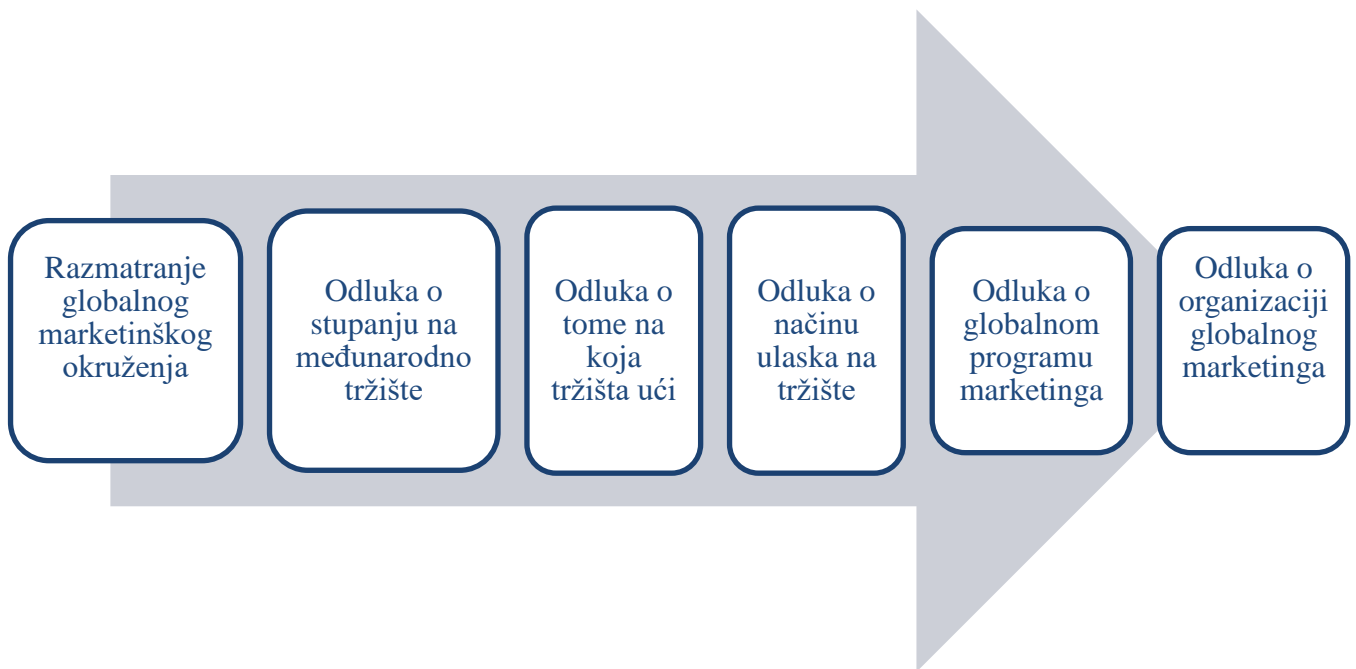 Razmatranje
globalnog
marketinškog
okruženja
Odluka o
stupanju na
međunarodno
tržište
Odluka o
tome na
koja
tržišta ući
Odluka o
načinu
ulaska na
tržište
Odluka o
globalnom
programu
marketinga
Odluka o
organizaciji
globalnog
marketinga